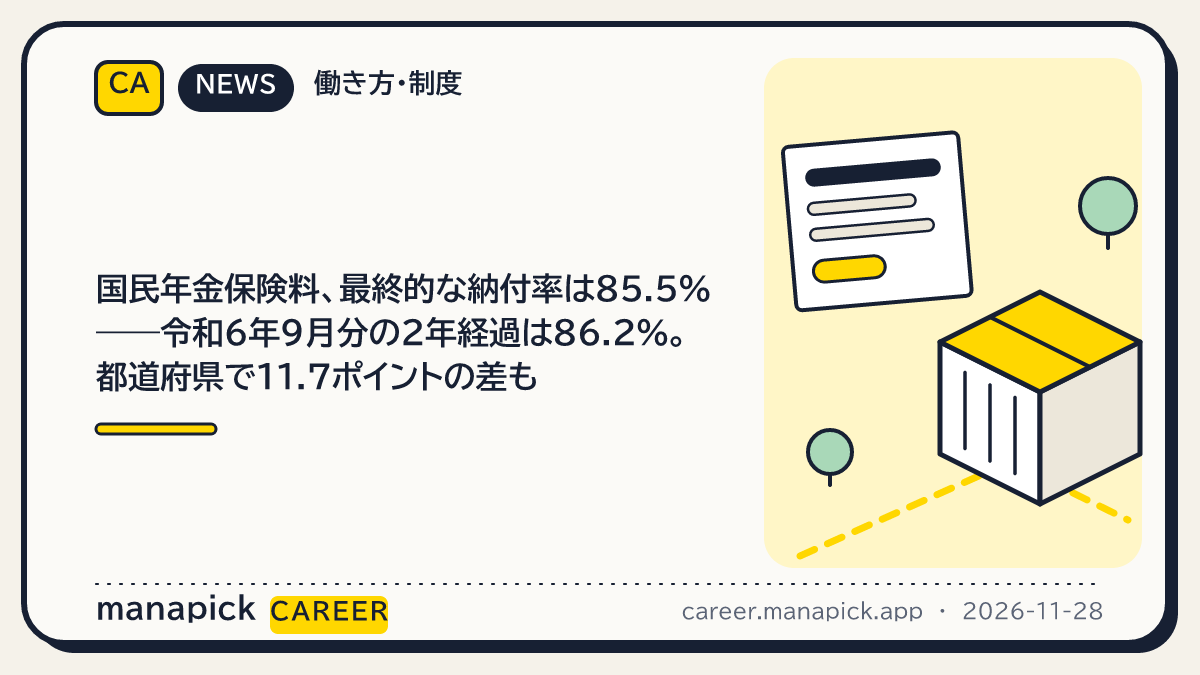 CA NEWS 働き方・制度
国民年金保険料、最終的な納付率は85.5%
──令和6年9月分の2年経過は86.2%。
都道府県で11.7ポイントの差も
manapick CAREER career.manapick.app ・ 2026-11-28